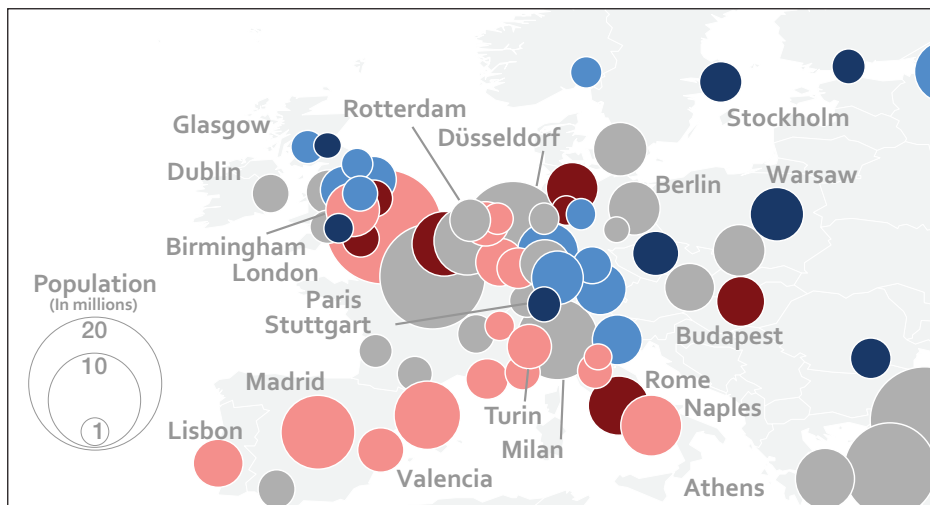 Rotterdam
Glasgow
Düsseldorf
Stockholm
Dublin
Berlin
Warsaw
Birmingham
London
Population
(In millions)
20
10
1
Paris
Stuttgart
Budapest
Madrid
Rome
Turin
Naples
Lisbon
Milan
Valencia
Athens